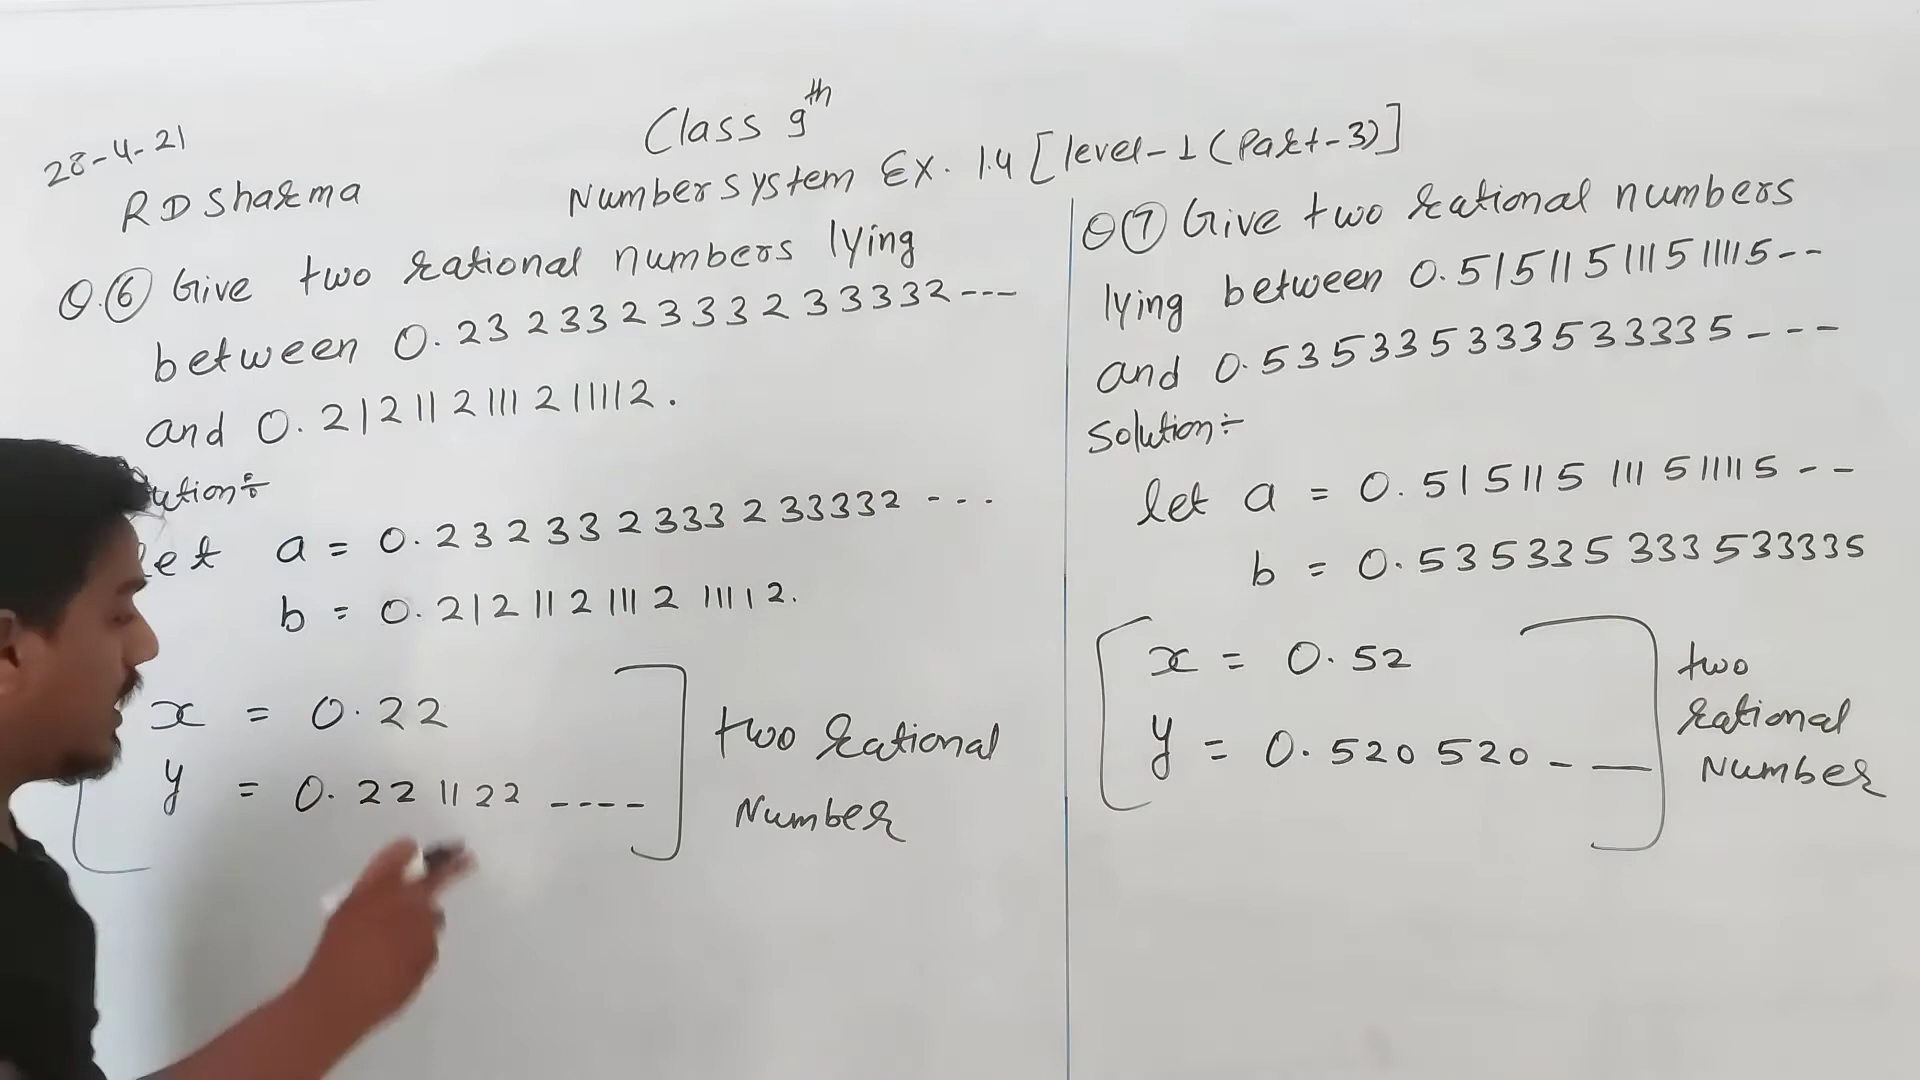 28-4-21
Class 9th
RD Sharma
Number system Ex. 1.4 [level-1 (Part-3)]
Q.6 Give two rational numbers lying
between 0.232332333233332---
and 0.212112111211112.
ution÷
let a = 0.232332333233332 ---
b = 0.212112111211112.
x = 0.22
y = 0.221122 ----
two rational
Number
Q7 Give two rational numbers
lying between 0.515115111511115--
and 0.535335333533335---
Solution÷
let a = 0.515115111511115--
b = 0.535335333533335
x = 0.52
y = 0.520520 - —
two
rational
Number